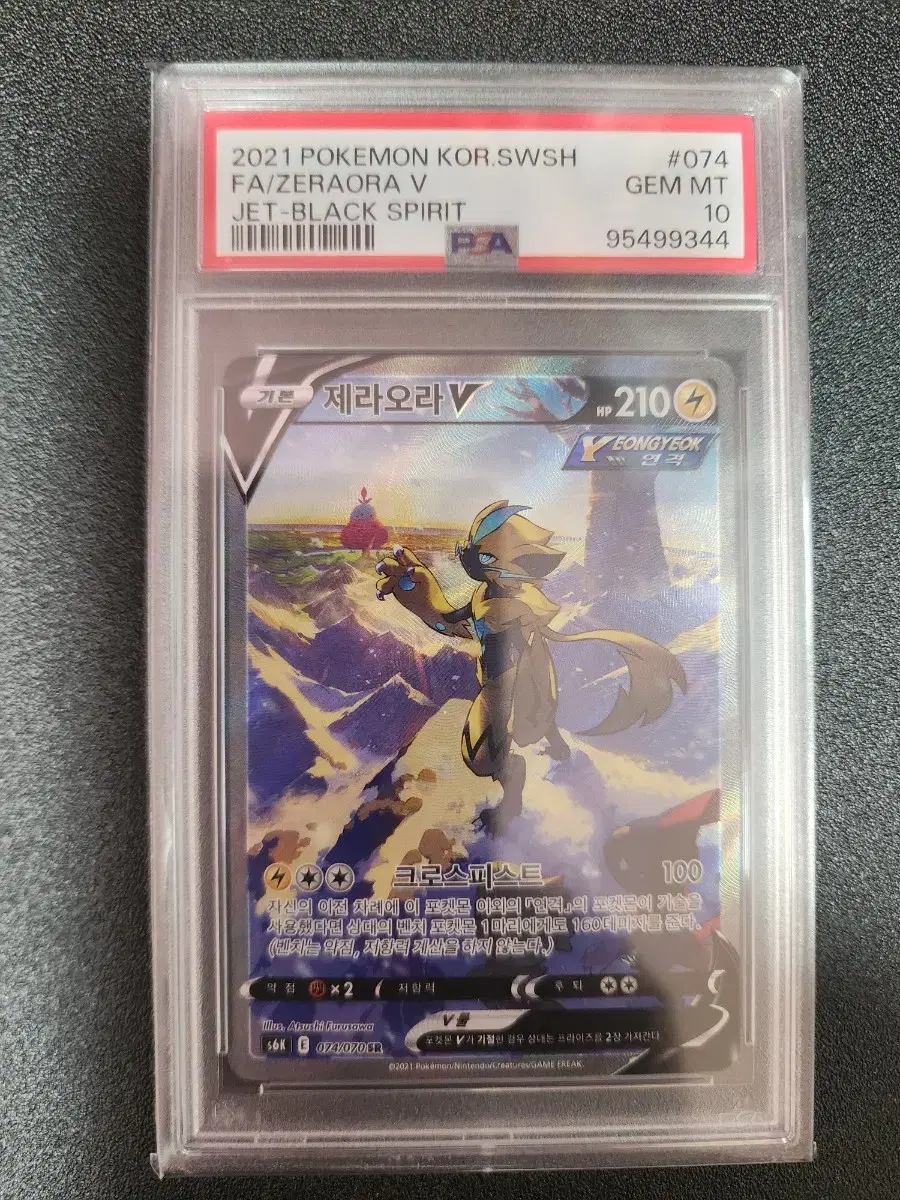 2021 POKEMON KOR.SWSH #074
FA/ZERAORA V GEM MT
JET-BLACK SPIRIT 10
PSA 95499344
기본 제라오라 V HP 210
YEONGYEOK
연격
크로스피스트 100
자신의 이전 차례에 이 포켓몬 이외의 「연격」의 포켓몬이 기술을
사용했다면 상대의 벤치 포켓몬 1마리에게도 160데미지를 준다.
(벤치는 약점, 저항력 계산을 하지 않는다.)
약점 ×2 저항력 후퇴
Illus. Atsushi Furusawa
V룰
포켓몬 V가 기절한 경우 상대는 프라이즈를 2장 가져간다.
s6K E 074/070 SR
©2021 Pokémon/Nintendo/Creatures/GAME FREAK.